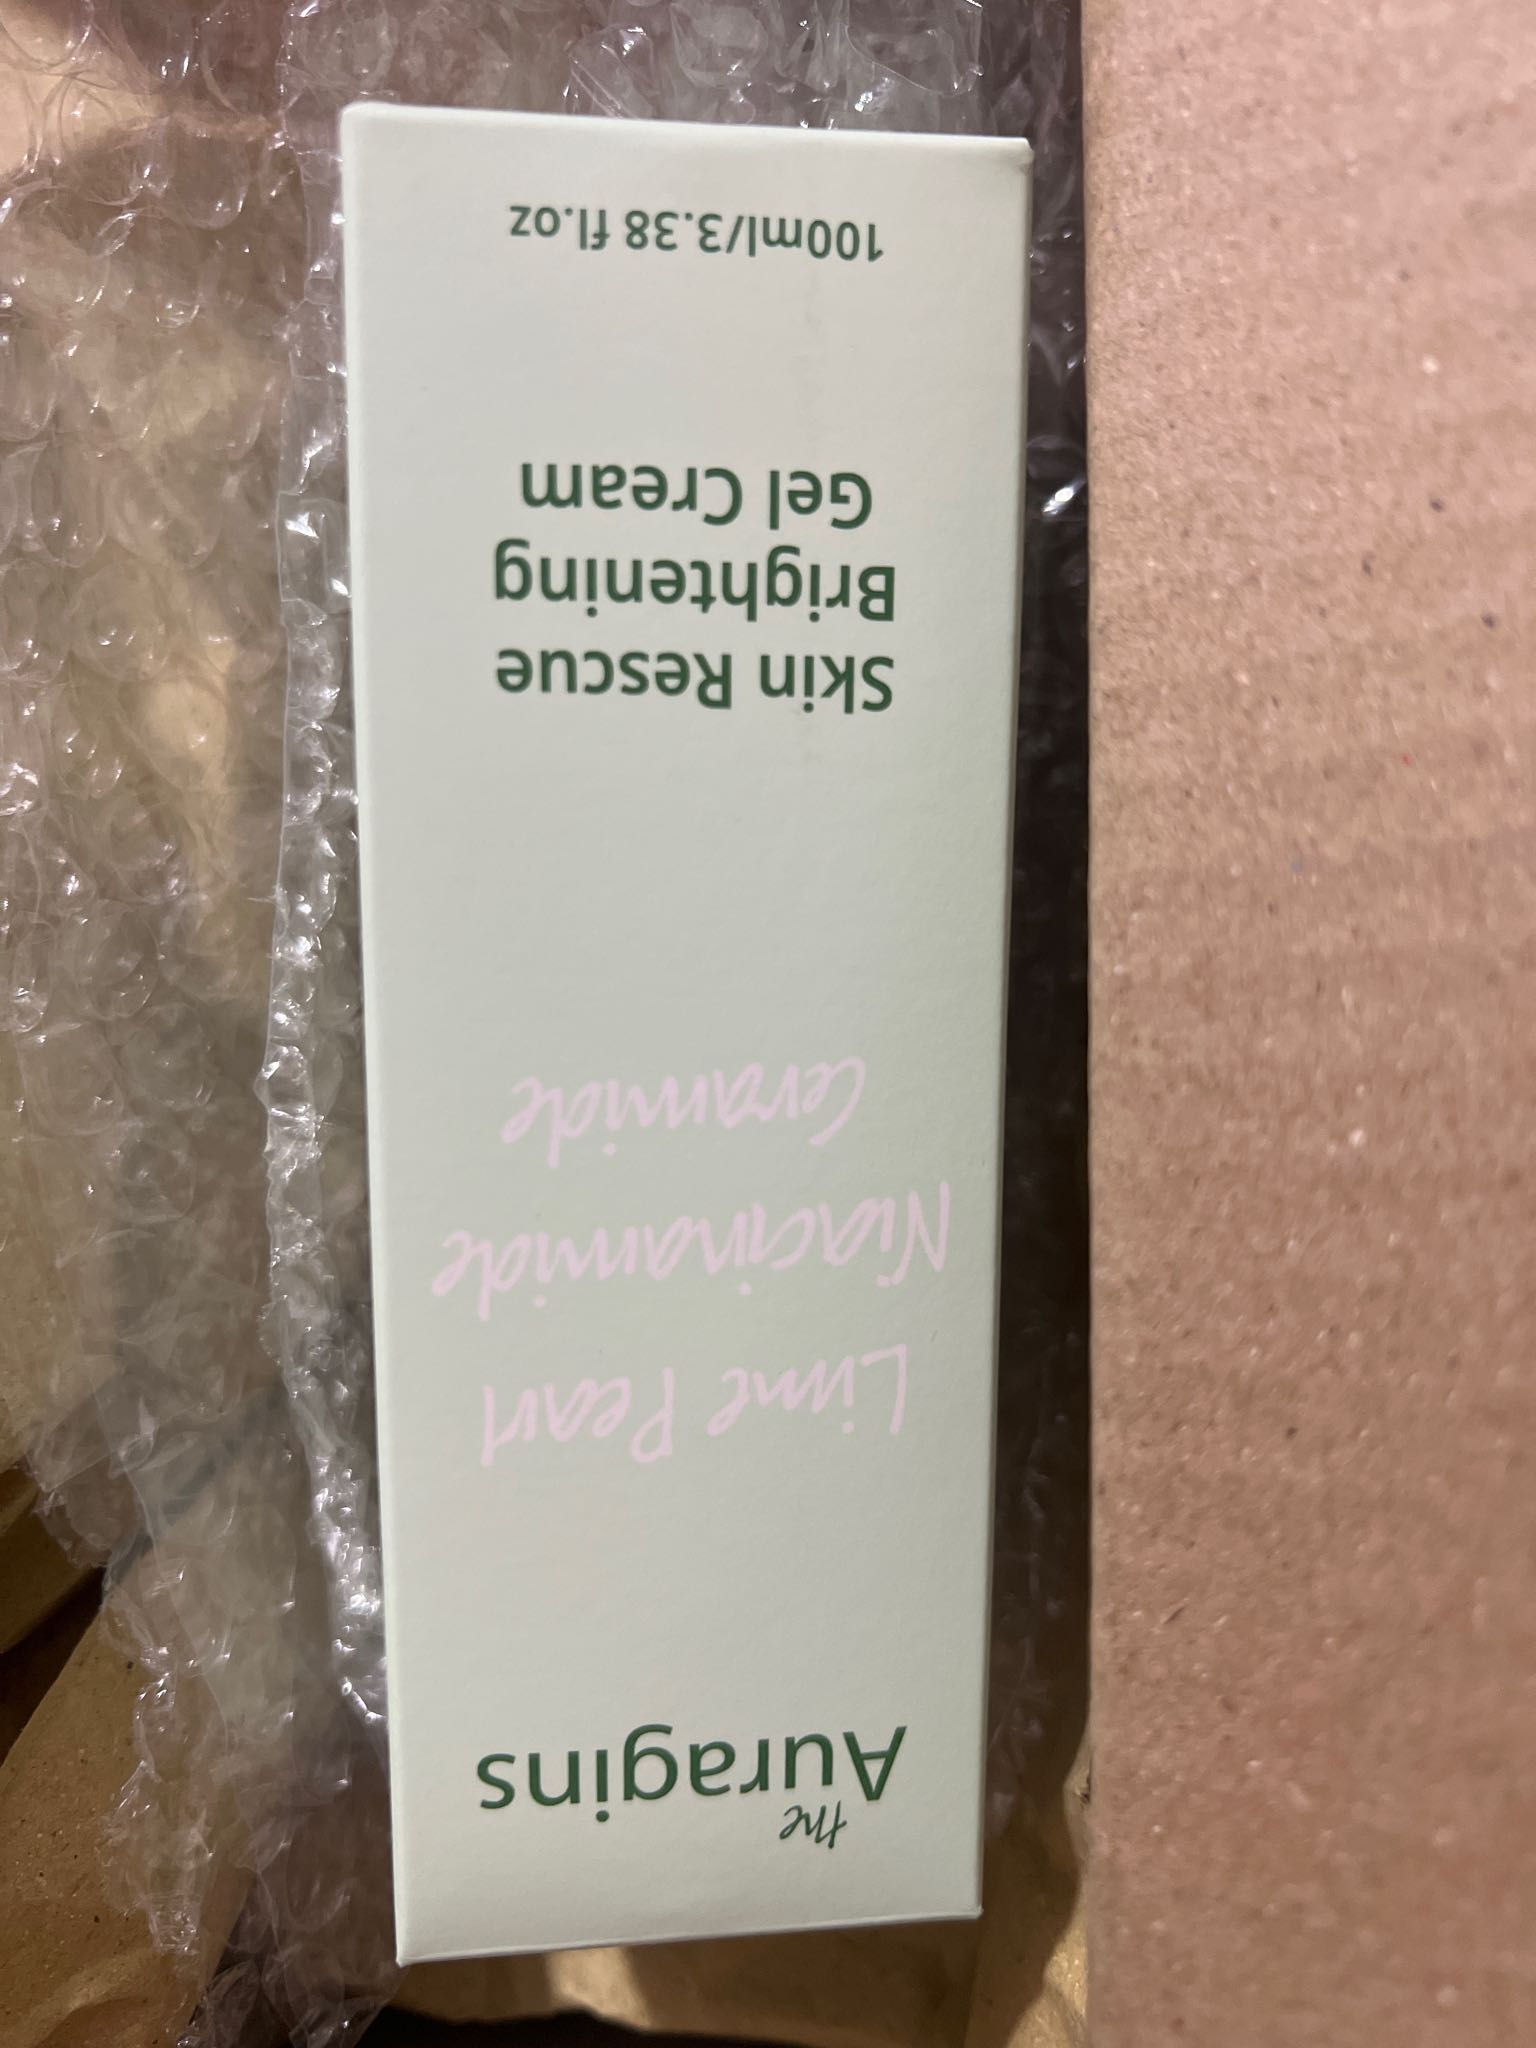 the
Auragins
Lime Pearl
Niacinamide
Ceramide
Skin Rescue
Brightening
Gel Cream
100ml/3.38 fl.oz